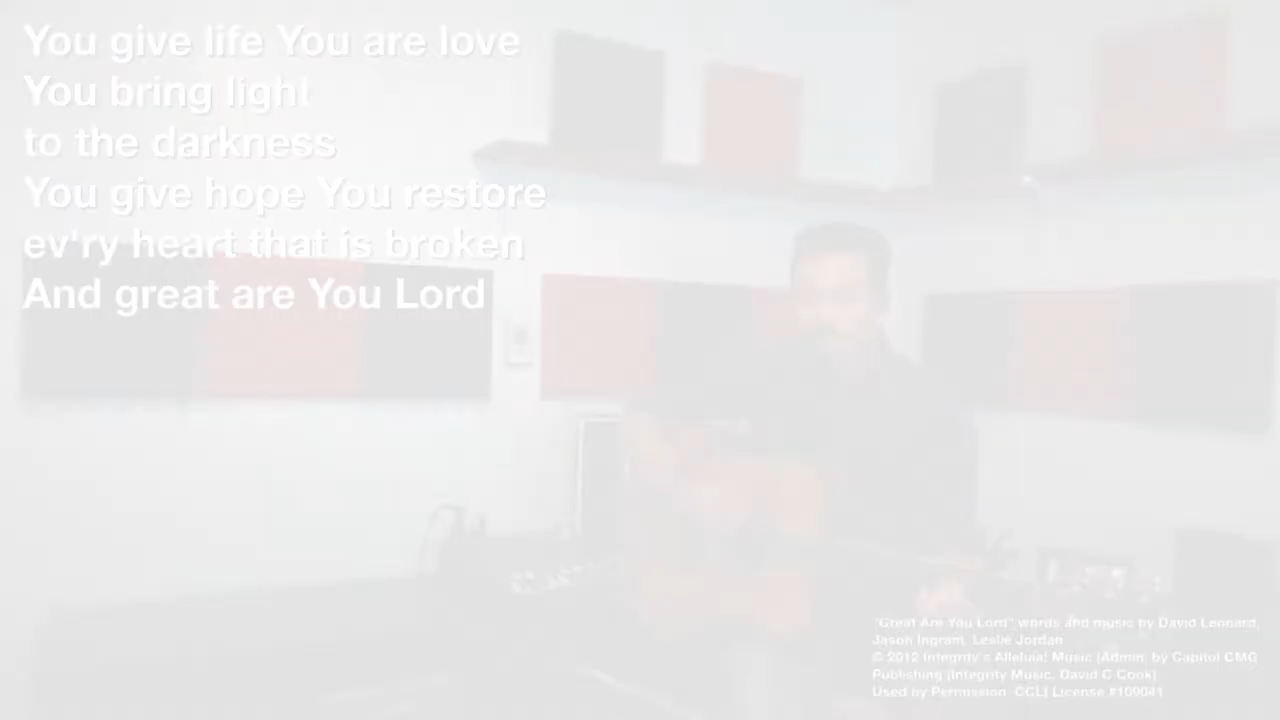 You give life You are love
You bring light
to the darkness
You give hope You restore
ev'ry heart that is broken
And great are You Lord
"Great Are You Lord" words and music by David Leonard,
Jason Ingram, Leslie Jordan
© 2012 Integrity's Alleluia! Music (Admin. by Capitol CMG
Publishing (Integrity Music, David C Cook)
Used by Permission. CCLI License #109041